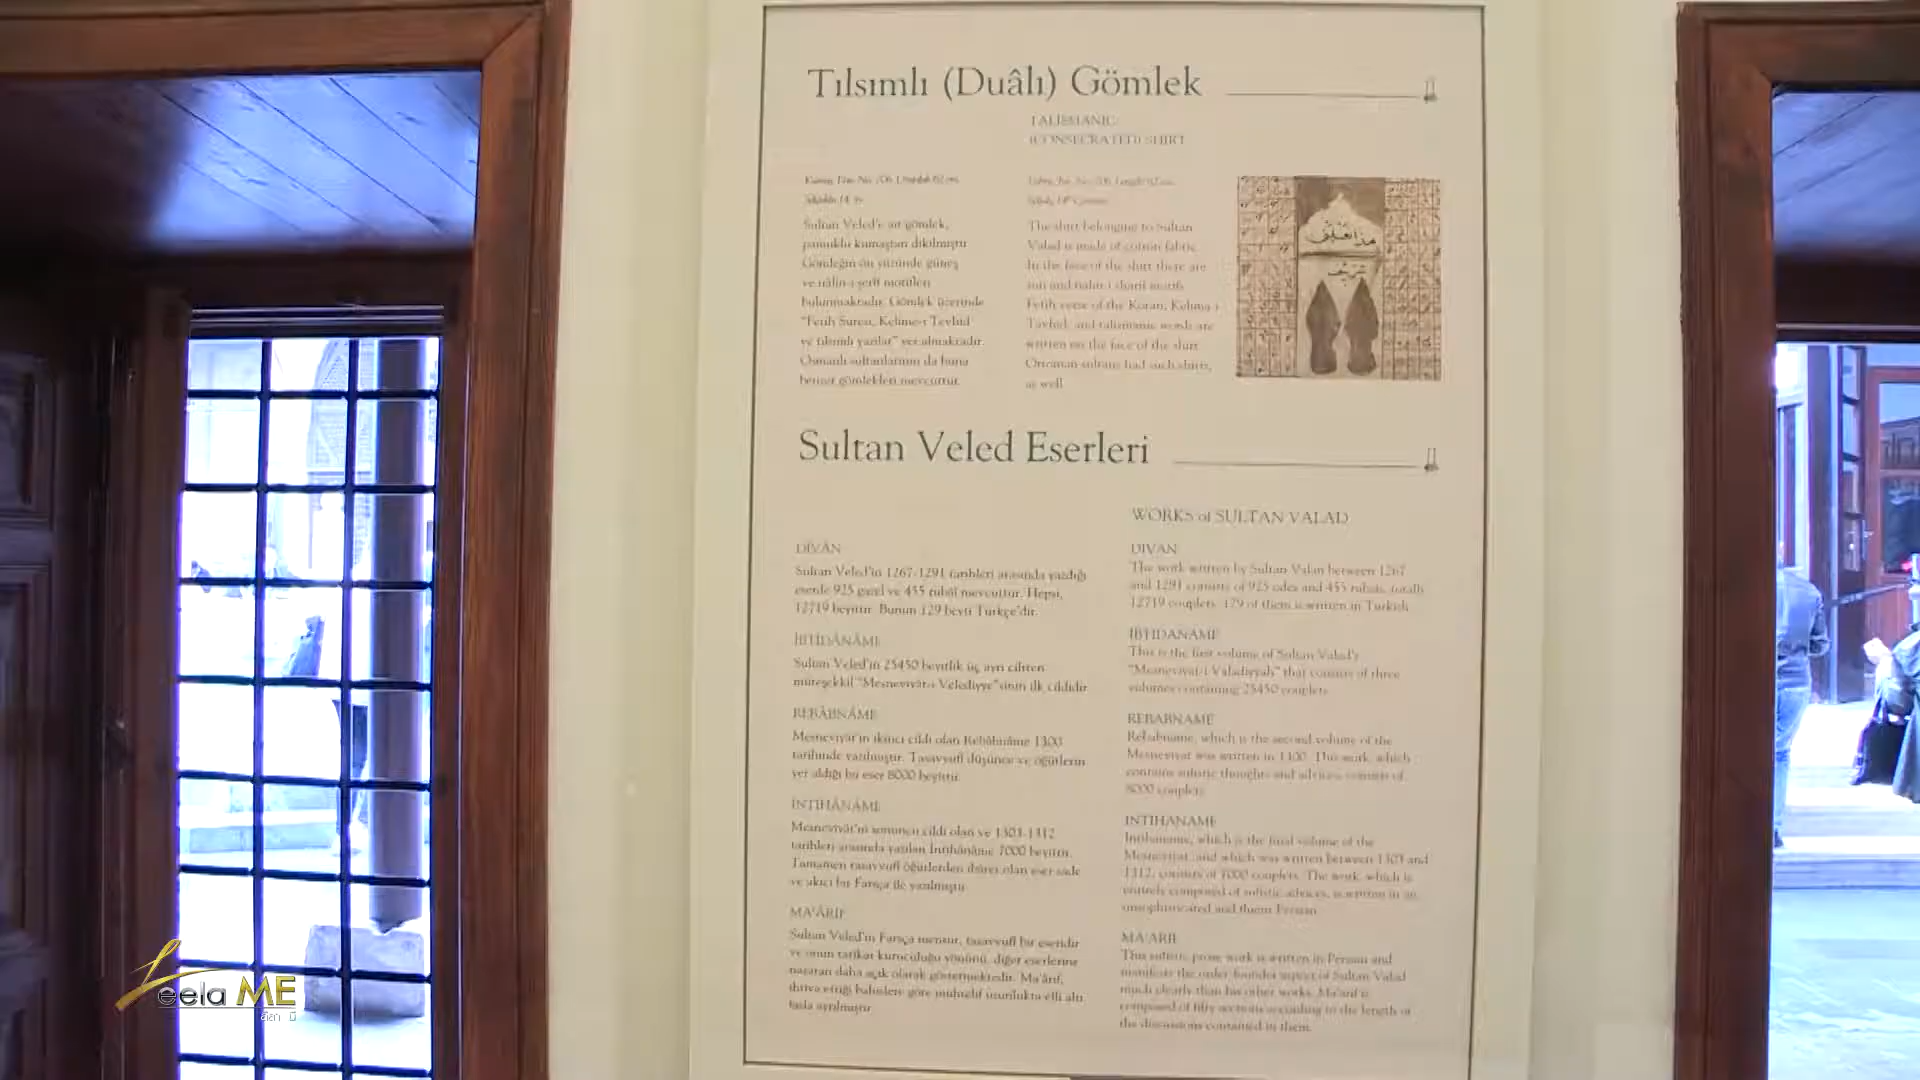 Tılsımlı (Duâlı) Gömlek
TALISMANIC
(CONSECRATED) SHIRT
Sultan Veled'e ait gömlek,
pamuklu kumaştan dikilmiştir.
Gömleğin ön yüzünde güneş
ve nâlin-i şerif motifleri
bulunmaktadır. Gömlek üzerinde
"Fetih Suresi, Kelime-i Tevhid
ve tılsımlı yazılar" yer almaktadır.
Osmanlı sultanlarının da buna
benzer gömlekleri mevcuttur.
The shirt belonging to Sultan
Valad is made of cotton fabric.
In the face of the shirt there are
sun and nalin-i sharif motifs.
Fetih verse of the Koran, Kelima-i
Tavhid, and talismanic words are
written on the face of the shirt.
Ottoman sultans had such shirts,
as well.
Sultan Veled Eserleri
DÎVÂN
Sultan Veled'in 1267-1291 tarihleri arasında yazdığı
eserde 925 gazel ve 455 rubâî mevcuttur. Hepsi,
12719 beyittir. Bunun 129 beyti Türkçe'dir.
İBTİDÂNÂME
Sultan Veled'in 25450 beyitlik üç ayrı ciltten
müteşekkil "Mesneviyât-ı Velediyye"sinin ilk cildidir.
REBÂBNÂME
Mesneviyât'ın ikinci cildi olan Rebâbnâme 1300
tarihinde yazılmıştır. Tasavvufî düşünce ve öğütlerin
yer aldığı bu eser 8000 beyittir.
İNTİHÂNÂME
Mesneviyât'ın sonuncu cildi olan ve 1303-1312
tarihleri arasında yazılan İntihânâme 7000 beyittir.
Tamamen tasavvufî öğütlerden ibâret olan eser sade
ve akıcı bir Farsça ile yazılmıştır.
MA'ÂRİF
Sultan Veled'in Farsça mensur, tasavvufî bir eseridir
ve onun tarikat kuruculuğu yönünü, diğer eserlerine
nazaran daha açık olarak göstermektedir. Ma'ârif,
ihtiva ettiği bahislere göre muhtelif uzunlukta elli altı
fasla ayrılmıştır.
WORKS of SULTAN VALAD
DIVAN
The work written by Sultan Valan between 1267
and 1291 consists of 925 odes and 455 rubais, totally
12719 couplets. 129 of them is written in Turkish.
IBTIDANAME
This is the first volume of Sultan Valad's
"Mesneviyat-i Valadiyyah" that consists of three
volumes containing 25450 couplets.
REBABNAME
Rebabname, which is the second volume of the
Mesneviyat was written in 1300. This work, which
contains sufistic thoughts and advices, consists of
8000 couplets.
INTIHANAME
Intihaname, which is the final volume of the
Mesneviyat, and which was written between 1303 and
1312, consists of 7000 couplets. The work, which is
entirely composed of sufistic advices, is written in an
unsophisticated and fluent Persian.
MA'ARIF
This sufistic prose work is written in Persian and
manifests the order founder aspect of Sultan Valad
much clearly than his other works. Ma'arif is
composed of fifty sections according to the length of
the discussions contained in them.
Leela ME
ลีลา มี